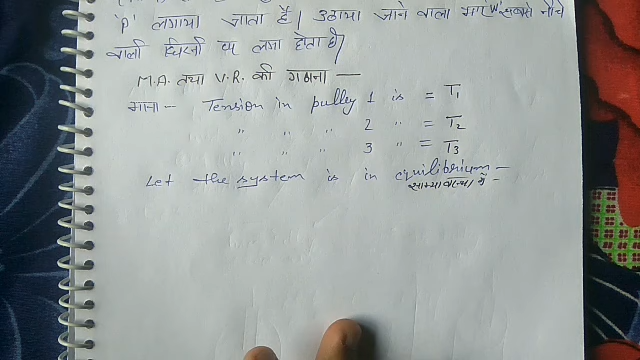 'P' लगाया जाता है। उठाया जाने वाला भार 'W' सबसे नीचे
वाली घिरनी पर लगा होता है।
M.A. तथा V.R. की गणना —
माना - Tension in pully 1 is = T₁
" " " 2 " = T₂
" " " 3 " = T₃
Let the system is in equilibrium —
साम्यावस्था में -